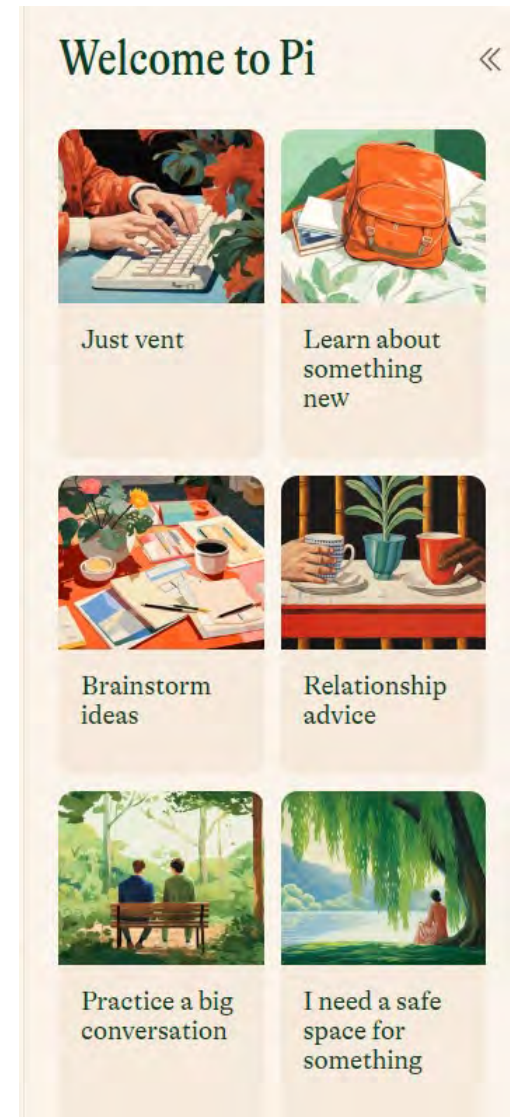 Welcome to Pi
Just vent
Learn about
something
new
Brainstorm
ideas
Relationship
advice
Practice a big
conversation
I need a safe
space for
something